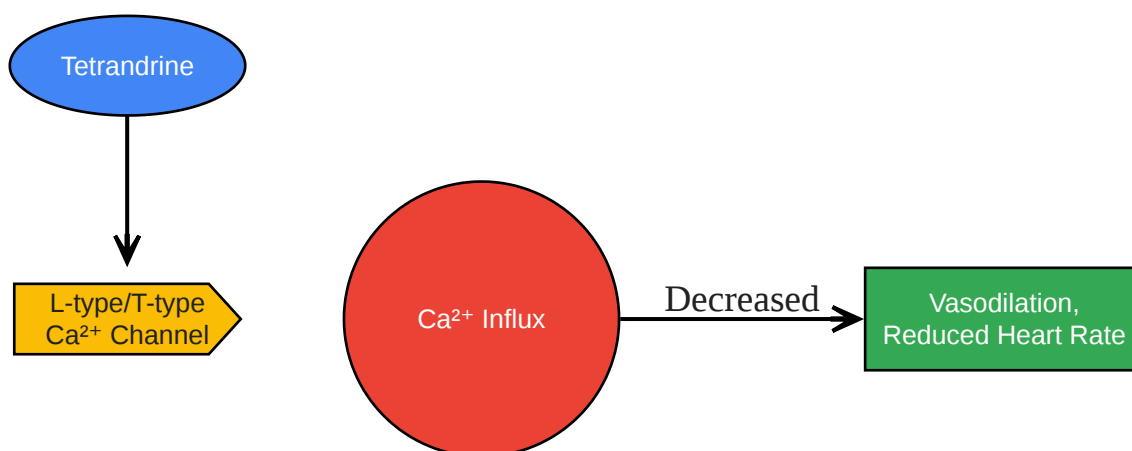 Tetrandrine
L-type/T-type
Ca²⁺ Channel
Ca²⁺ Influx
Decreased
Vasodilation,
Reduced Heart Rate